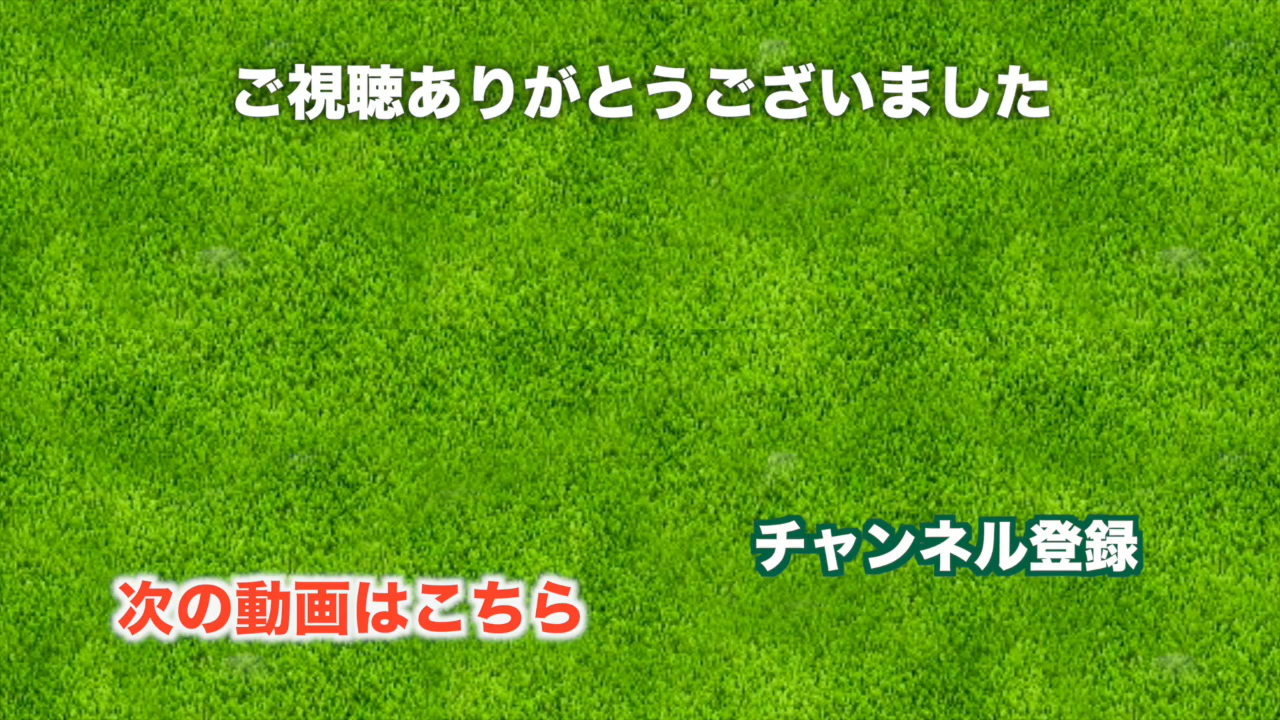 ご視聴ありがとうございました
チャンネル登録
次の動画はこちら